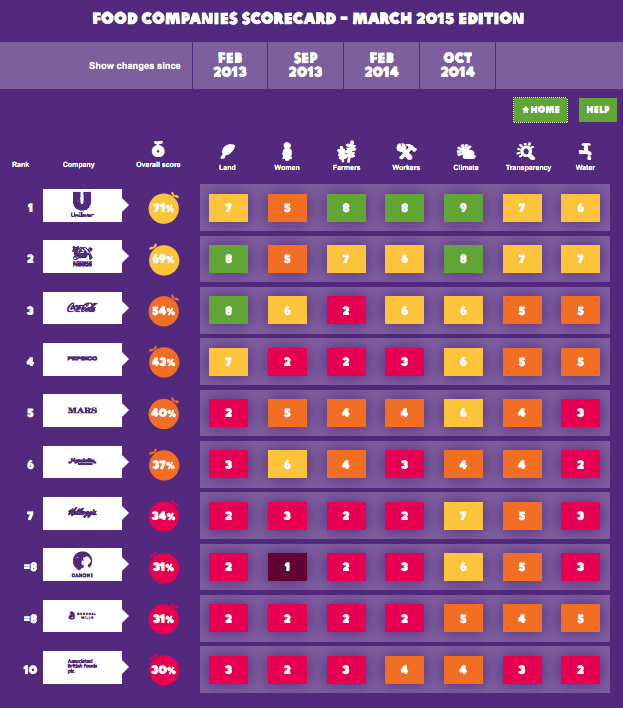 FOOD COMPANIES SCORECARD - MARCH 2015 EDITION
Show changes since FEB 2013 SEP 2013 FEB 2014 OCT 2014
HOME HELP
Rank Company Overall score Land Women Farmers Workers Climate Transparency Water
1 Unilever 71% 7 5 8 8 9 7 6
2 Nestlé 69% 8 5 7 6 8 7 7
3 Coca-Cola 54% 8 6 2 6 6 5 5
4 PEPSICO 43% 7 2 2 3 6 5 5
5 MARS 40% 2 5 4 4 6 4 3
6 Mondelēz 37% 3 6 4 3 4 4 2
7 Kellogg's 34% 2 3 2 2 7 5 3
=8 DANONE 31% 2 1 2 3 6 5 3
=8 GENERAL MILLS 31% 2 2 2 2 5 4 5
10 Associated British Foods plc 30% 3 2 3 4 4 3 2